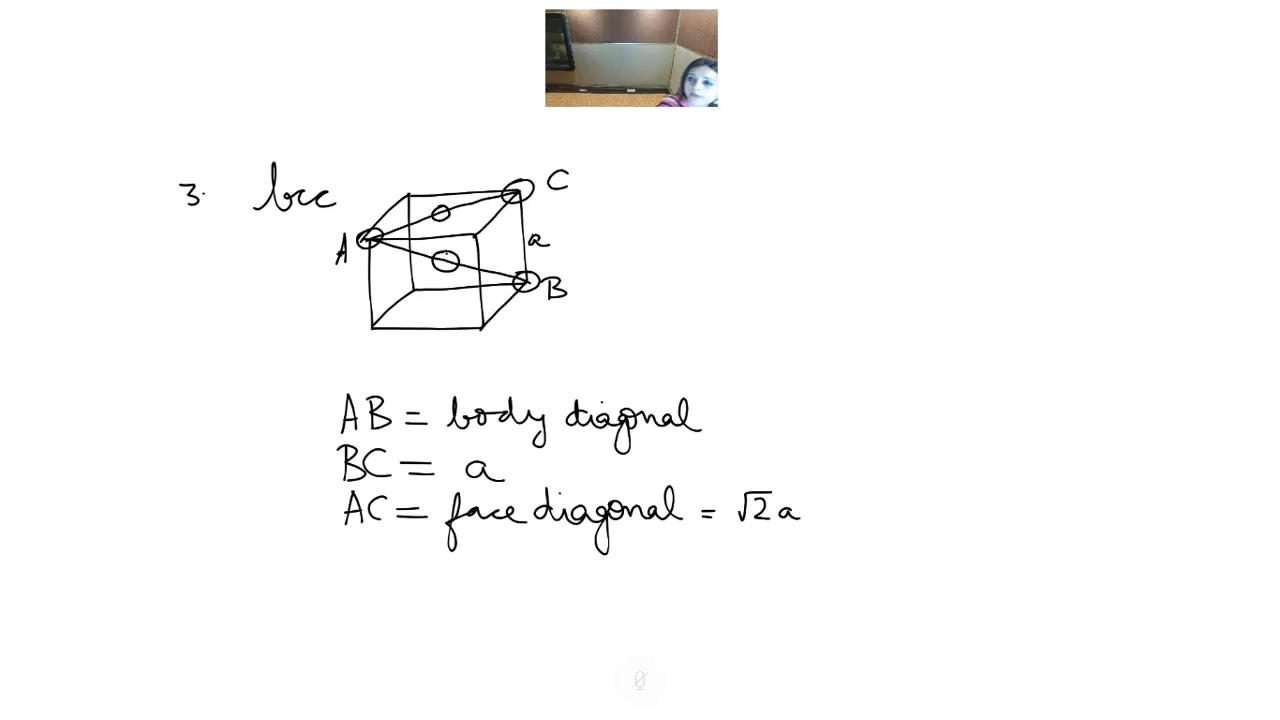 3. bcc
C
A
a
B
AB = body diagonal
BC = a
AC = face diagonal = √2 a